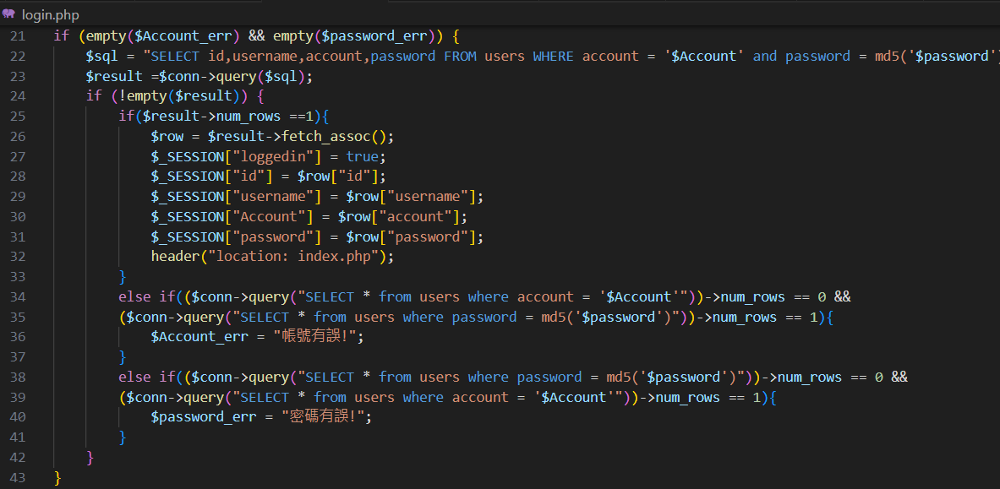 login.php
21 if (empty($Account_err) && empty($password_err)) {
22 $sql = "SELECT id,username,account,password FROM users WHERE account = '$Account' and password = md5('$password')
23 $result =$conn->query($sql);
24 if (!empty($result)) {
25 if($result->num_rows ==1){
26 $row = $result->fetch_assoc();
27 $_SESSION["loggedin"] = true;
28 $_SESSION["id"] = $row["id"];
29 $_SESSION["username"] = $row["username"];
30 $_SESSION["Account"] = $row["account"];
31 $_SESSION["password"] = $row["password"];
32 header("location: index.php");
33 }
34 else if(($conn->query("SELECT * from users where account = '$Account'"))->num_rows == 0 &&
35 ($conn->query("SELECT * from users where password = md5('$password')"))->num_rows == 1){
36 $Account_err = "帳號有誤!";
37 }
38 else if(($conn->query("SELECT * from users where password = md5('$password')"))->num_rows == 0 &&
39 ($conn->query("SELECT * from users where account = '$Account'"))->num_rows == 1){
40 $password_err = "密碼有誤!";
41 }
42 }
43 }